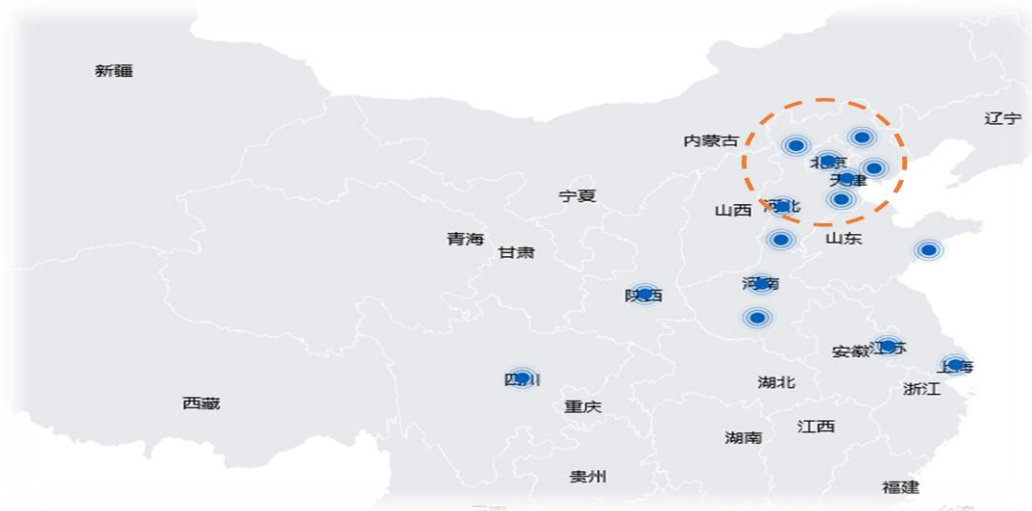 新疆
辽宁
内蒙古
北京
天津
宁夏
山西
河北
青海
甘肃
山东
陕西
河南
安徽
江苏
上海
四川
湖北
浙江
西藏
重庆
湖南
江西
贵州
福建